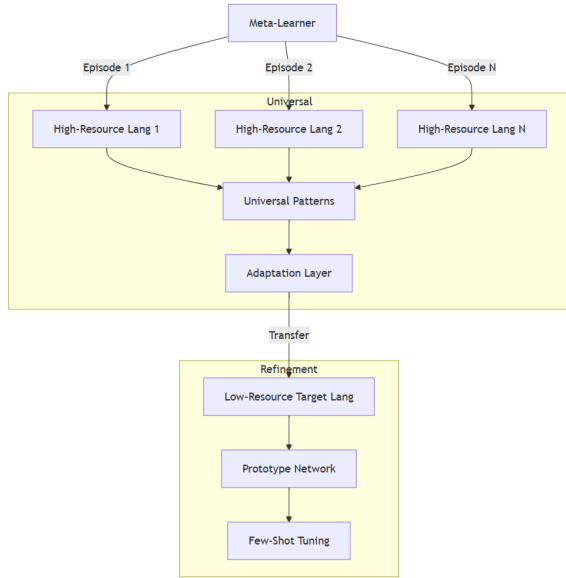 Meta-Learner
Episode 1
Episode 2
Episode N
Universal
High-Resource Lang 1
High-Resource Lang 2
High-Resource Lang N
Universal Patterns
Adaptation Layer
Transfer
Refinement
Low-Resource Target Lang
Prototype Network
Few-Shot Tuning